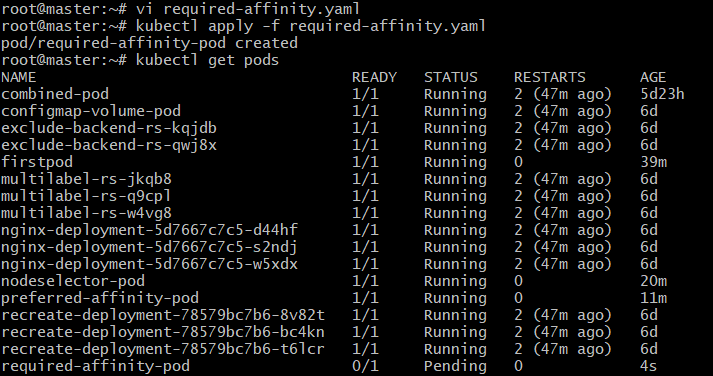 root@master:~# vi required-affinity.yaml
root@master:~# kubectl apply -f required-affinity.yaml
pod/required-affinity-pod created
root@master:~# kubectl get pods
NAME READY STATUS RESTARTS AGE
combined-pod 1/1 Running 2 (47m ago) 5d23h
configmap-volume-pod 1/1 Running 2 (47m ago) 6d
exclude-backend-rs-kqjdb 1/1 Running 2 (47m ago) 6d
exclude-backend-rs-qwj8x 1/1 Running 2 (47m ago) 6d
firstpod 1/1 Running 0 39m
multilabel-rs-jkqb8 1/1 Running 2 (47m ago) 6d
multilabel-rs-q9cpl 1/1 Running 2 (47m ago) 6d
multilabel-rs-w4vg8 1/1 Running 2 (47m ago) 6d
nginx-deployment-5d7667c7c5-d44hf 1/1 Running 2 (47m ago) 6d
nginx-deployment-5d7667c7c5-s2ndj 1/1 Running 2 (47m ago) 6d
nginx-deployment-5d7667c7c5-w5xdx 1/1 Running 2 (47m ago) 6d
nodeselector-pod 1/1 Running 0 20m
preferred-affinity-pod 1/1 Running 0 11m
recreate-deployment-78579bc7b6-8v82t 1/1 Running 2 (47m ago) 6d
recreate-deployment-78579bc7b6-bc4kn 1/1 Running 2 (47m ago) 6d
recreate-deployment-78579bc7b6-t6lcr 1/1 Running 2 (47m ago) 6d
required-affinity-pod 0/1 Pending 0 4s